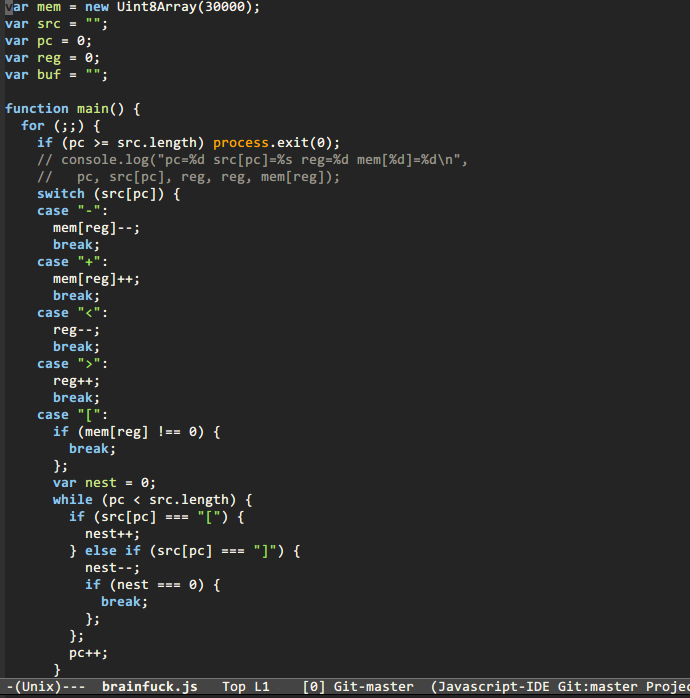 var mem = new Uint8Array(30000);
var src = "";
var pc = 0;
var reg = 0;
var buf = "";

function main() {
  for (;;) {
    if (pc >= src.length) process.exit(0);
    // console.log("pc=%d src[pc]=%s reg=%d mem[%d]=%d\n",
    //   pc, src[pc], reg, reg, mem[reg]);
    switch (src[pc]) {
    case "-":
      mem[reg]--;
      break;
    case "+":
      mem[reg]++;
      break;
    case "<":
      reg--;
      break;
    case ">":
      reg++;
      break;
    case "[":
      if (mem[reg] !== 0) {
        break;
      };
      var nest = 0;
      while (pc < src.length) {
        if (src[pc] === "[") {
          nest++;
        } else if (src[pc] === "]") {
          nest--;
          if (nest === 0) {
            break;
          };
        };
        pc++;
      }
-(Unix)---  brainfuck.js   Top L1    [0] Git-master  (Javascript-IDE Git:master Projec